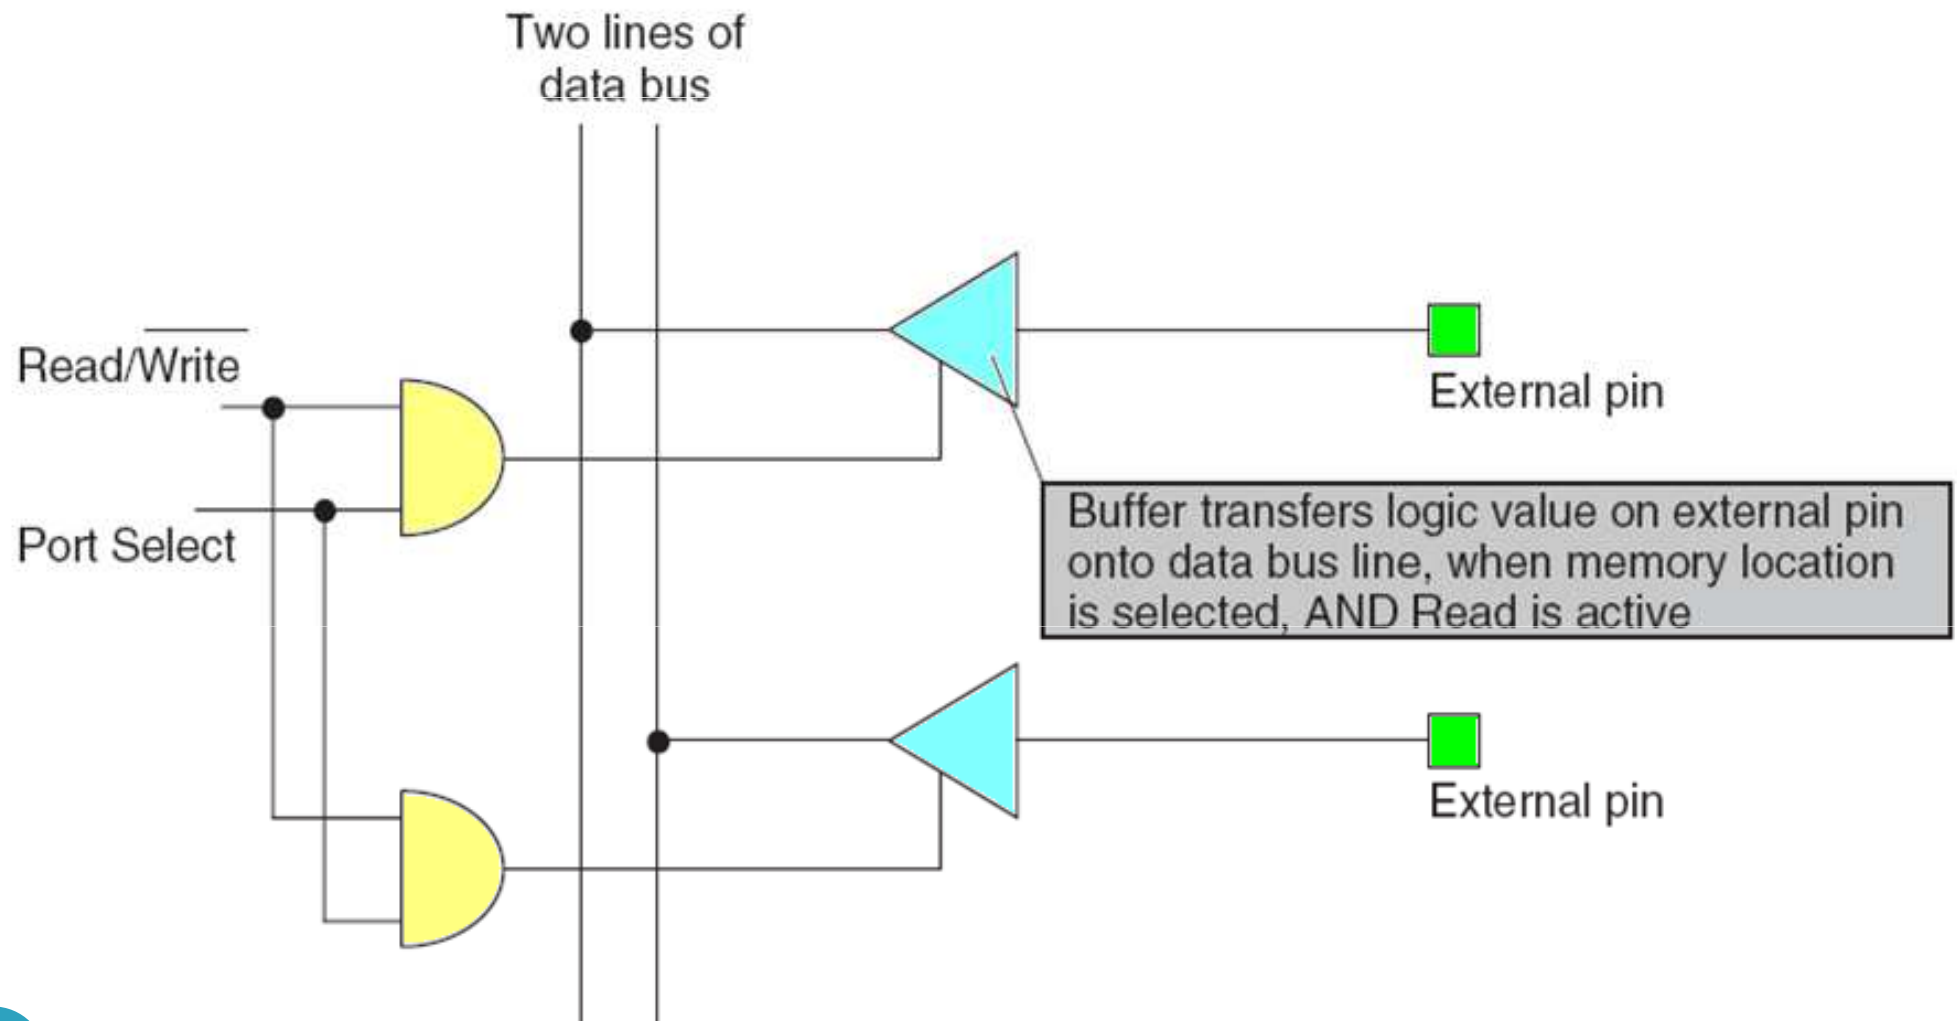 Two lines of
data bus
Read/Write
External pin
Port Select
Buffer transfers logic value on external pin
onto data bus line, when memory location
is selected, AND Read is active
External pin